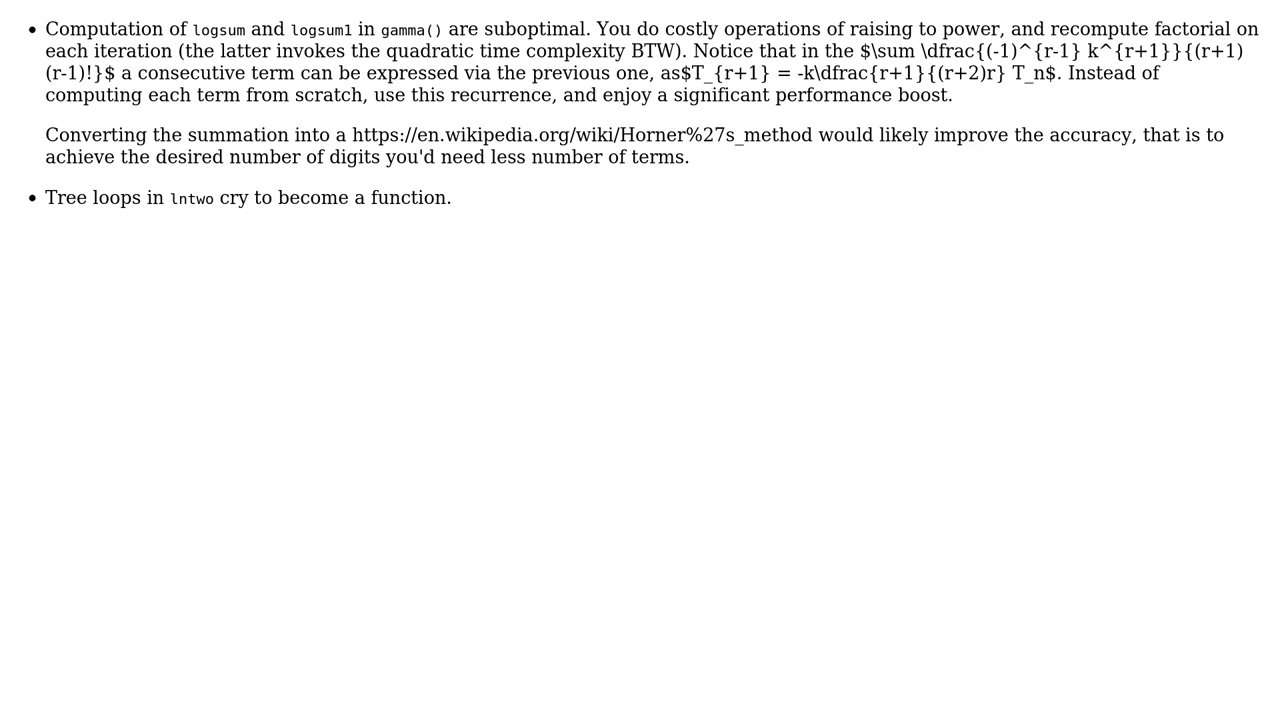 • Computation of logsum and logsum1 in gamma() are suboptimal. You do costly operations of raising to power, and recompute factorial on
each iteration (the latter invokes the quadratic time complexity BTW). Notice that in the $\sum \dfrac{(-1)^{r-1} k^{r+1}}{(r+1)
(r-1)!}$ a consecutive term can be expressed via the previous one, as$T_{r+1} = -k\dfrac{r+1}{(r+2)r} T_n$. Instead of
computing each term from scratch, use this recurrence, and enjoy a significant performance boost.
Converting the summation into a https://en.wikipedia.org/wiki/Horner%27s_method would likely improve the accuracy, that is to
achieve the desired number of digits you'd need less number of terms.
• Tree loops in lntwo cry to become a function.